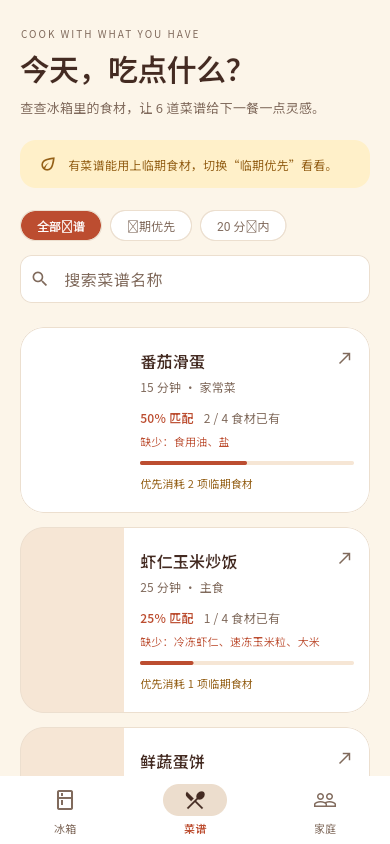 COOK WITH WHAT YOU HAVE
今天，吃点什么？
查查冰箱里的食材，让 6 道菜谱给下一餐一点灵感。
有菜谱能用上临期食材，切换“临期优先”看看。
全部 谱
期优先
20 分 内
搜索菜谱名称
番茄滑蛋
15 分钟 · 家常菜
50% 匹配 2 / 4 食材已有
缺少：食用油、盐
优先消耗 2 项临期食材
虾仁玉米炒饭
25 分钟 · 主食
25% 匹配 1 / 4 食材已有
缺少：冷冻虾仁、速冻玉米粒、大米
优先消耗 1 项临期食材
鲜蔬蛋饼
冰箱
菜谱
家庭